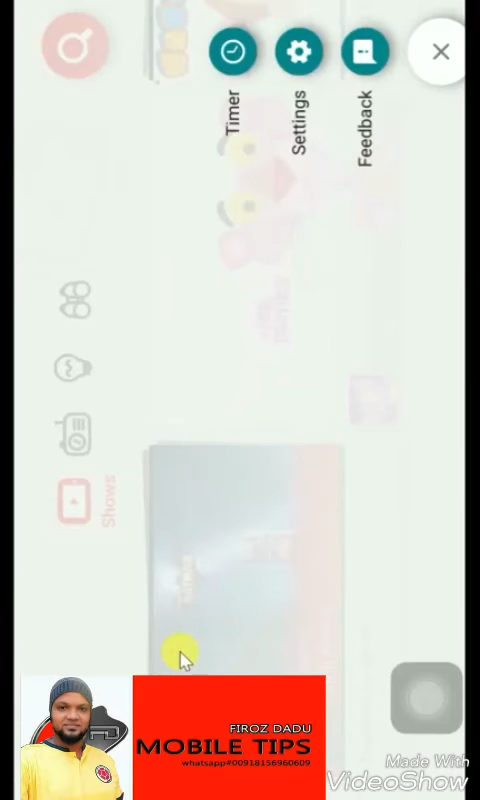 Timer
Settings
Feedback
Shows
FIROZ DADU
MOBILE TIPS
whatsapp#00918156960609
Made With
VideoShow